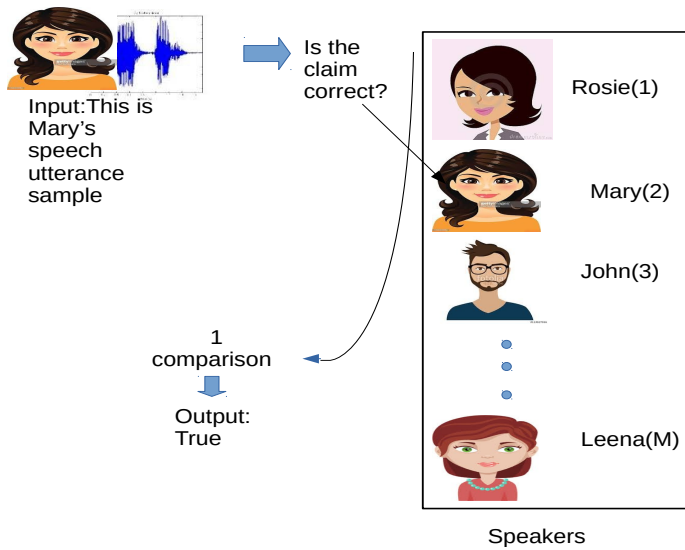 Input:This is
Mary's
speech
utterance
sample
Is the
claim
correct?
Rosie(1)
Mary(2)
John(3)
Leena(M)
Speakers
1
comparison
Output:
True